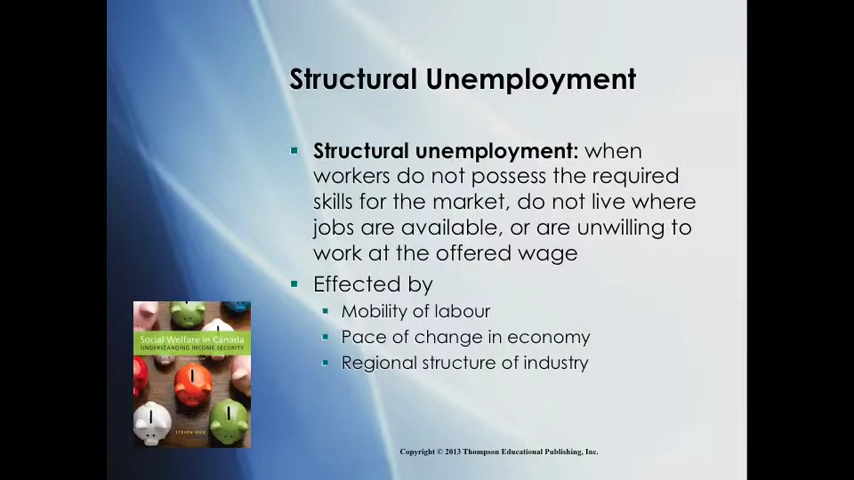 Structural Unemployment
Structural unemployment: when
workers do not possess the required
skills for the market, do not live where
jobs are available, or are unwilling to
work at the offered wage
Effected by
Mobility of labour
Pace of change in economy
Regional structure of industry
Social Welfare in Canada
UNDERSTANDING INCOME SECURITY
Copyright © 2013 Thompson Educational Publishing, Inc.